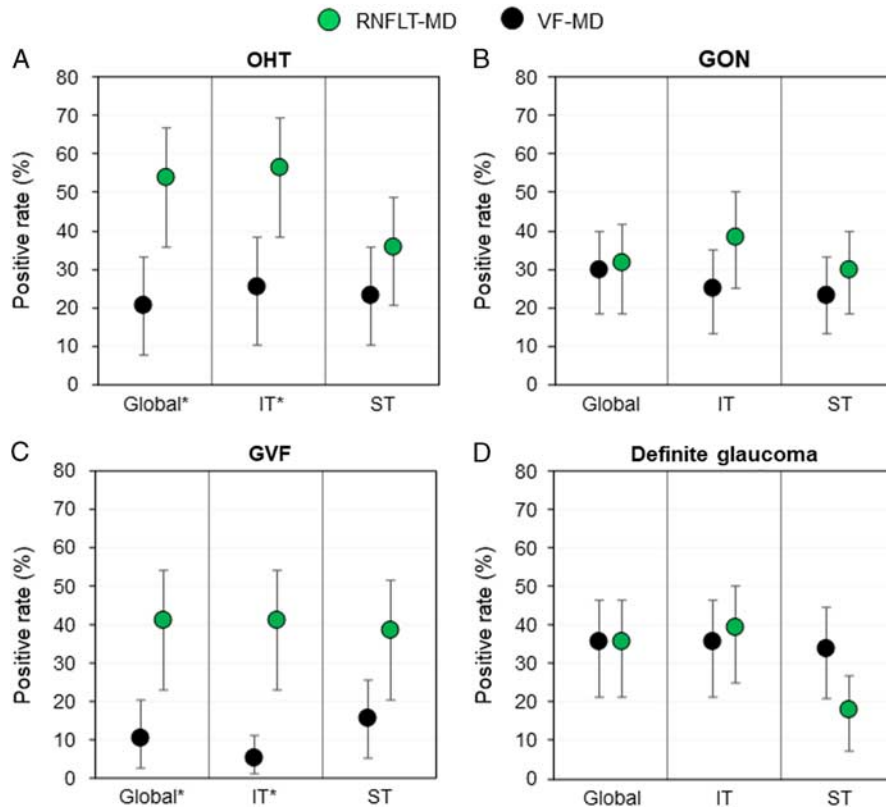 RNFLT-MD VF-MD
A OHT
80
70
60
50
40
30
20
10
0
Positive rate (%)
Global* IT* ST
B GON
80
70
60
50
40
30
20
10
0
Positive rate (%)
Global IT ST
C GVF
80
70
60
50
40
30
20
10
0
Positive rate (%)
Global* IT* ST
D Definite glaucoma
80
70
60
50
40
30
20
10
0
Positive rate (%)
Global IT ST